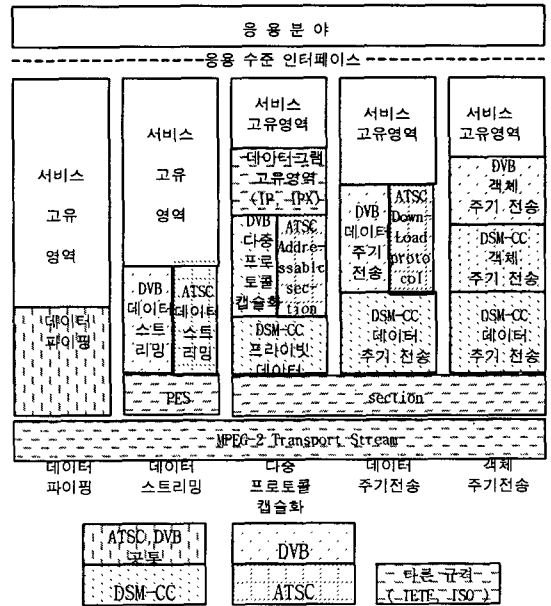 응 용 분 야
응용 수준 인터페이스
서비스
고유
영역
데이터
파이핑
서비스
고유
영역
DVB
데이터
스트
리밍
ATSC
데이터
스트
리밍
PES
서비스
고유영역
데이터그램
고유영역
(IP, IPX)
DVB
다중
프로
토콜
캡슐화
ATSC
Addre-
ssable
sec-
tion
DSM-CC
프라이빗
데이터
서비스
고유영역
DVB
데이터
주기
전송
ATSC
Down-
Load
proto
cpl
DSM-CC
데이터
주기 전송
서비스
고유영역
DVB
객체
주기 전송
DSM-CC
객체
주기 전송
DSM-CC
데이터
주기 전송
section
MPEG-2 Transport Stream
데이터
파이핑
데이터
스트리밍
다중
프로토콜
캡슐화
데이터
주기전송
객체
주기전송
ATSC,DVB
공통
DVB
DSM-CC
ATSC
타른 규격
( IETF, ISO )